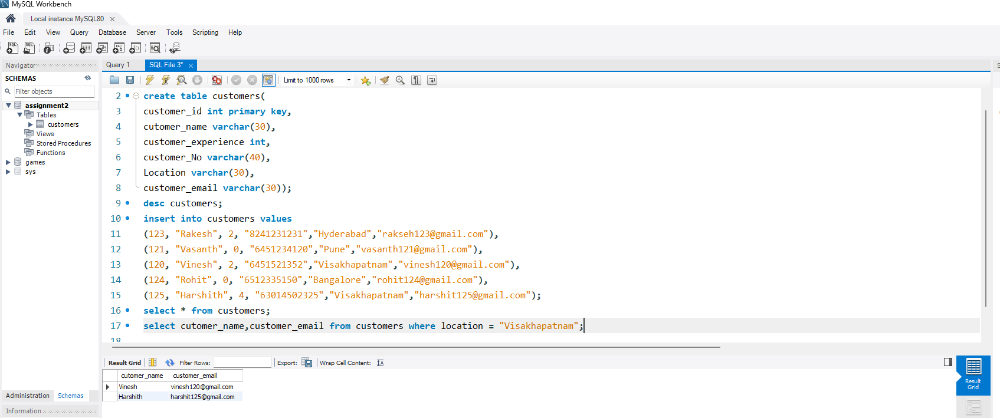 MySQL Workbench
Local instance MySQL80
File Edit View Query Database Server Tools Scripting Help
Navigator
Query 1 SQL File 3*
SCHEMAS
Limit to 1000 rows
Filter objects
assignment2
Tables
customers
Views
Stored Procedures
Functions
games
sys
2 create table customers(
3 customer_id int primary key,
4 cutomer_name varchar(30),
5 customer_experience int,
6 customer_No varchar(40),
7 Location varchar(30),
8 customer_email varchar(30));
9 desc customers;
10 insert into customers values
11 (123, "Rakesh", 2, "8241231231","Hyderabad","rakseh123@gmail.com"),
12 (121, "Vasanth", 0, "6451234120","Pune","vasanth121@gmail.com"),
13 (120, "Vinesh", 2, "6451521352","Visakhapatnam","vinesh120@gmail.com"),
14 (124, "Rohit", 0, "6512335150","Bangalore","rohit124@gmail.com"),
15 (125, "Harshith", 4, "63014502325","Visakhapatnam","harshit125@gmail.com");
16 select * from customers;
17 select cutomer_name,customer_email from customers where location = "Visakhapatnam";
18
Result Grid Filter Rows: Export: Wrap Cell Content:
cutomer_name customer_email
Vinesh vinesh120@gmail.com
Harshith harshit125@gmail.com
Result
Grid
Administration Schemas
Information